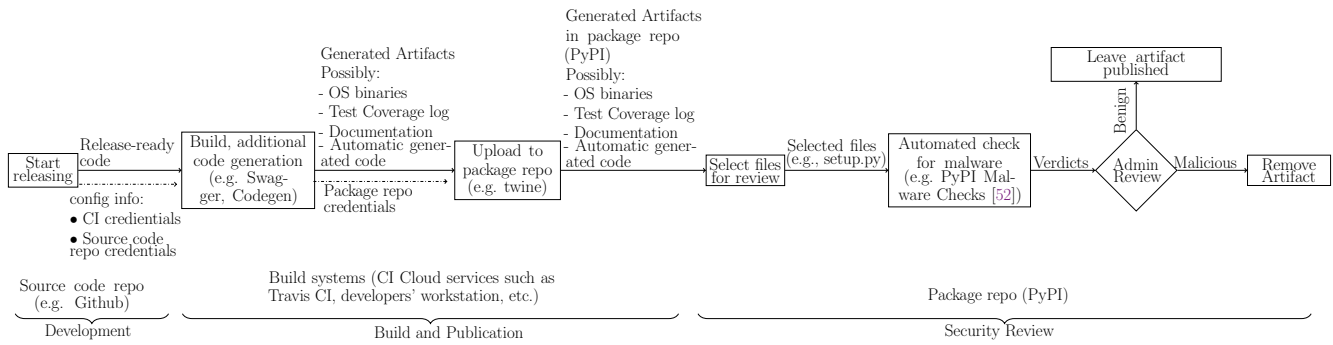 Start
releasing
Release-ready
code
config info:
● CI credientials
● Source code
repo credentials
Build, additional
code generation
(e.g. Swag-
ger, Codegen)
Generated Artifacts
Possibly:
- OS binaries
- Test Coverage log
- Documentation
- Automatic gener-
ated code
Package repo
credentials
Upload to
package repo
(e.g. twine)
Generated Artifacts
in package repo
(PyPI)
Possibly:
- OS binaries
- Test Coverage log
- Documentation
- Automatic gener-
ated code
Select files
for review
Selected files
(e.g., setup.py)
Automated check
for malware
(e.g. PyPI Mal-
ware Checks [52])
Verdicts
Admin
Review
Benign
Leave artifact
published
Malicious
Remove
Artifact
Source code repo
(e.g. Github)
Development
Build systems (CI Cloud services such as
Travis CI, developers' workstation, etc.)
Build and Publication
Package repo (PyPI)
Security Review